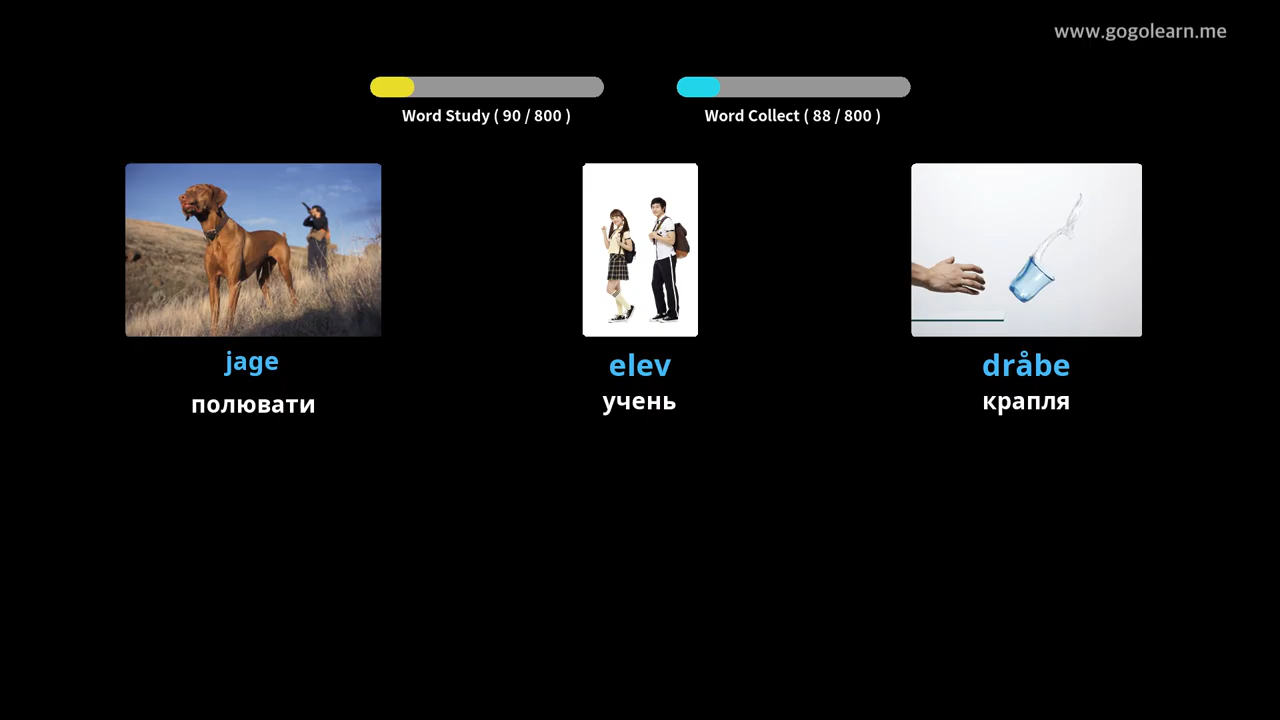 www.gogolearn.me
Word Study ( 90 / 800 )
Word Collect ( 88 / 800 )
jage
elev
dråbe
полювати
учень
крапля